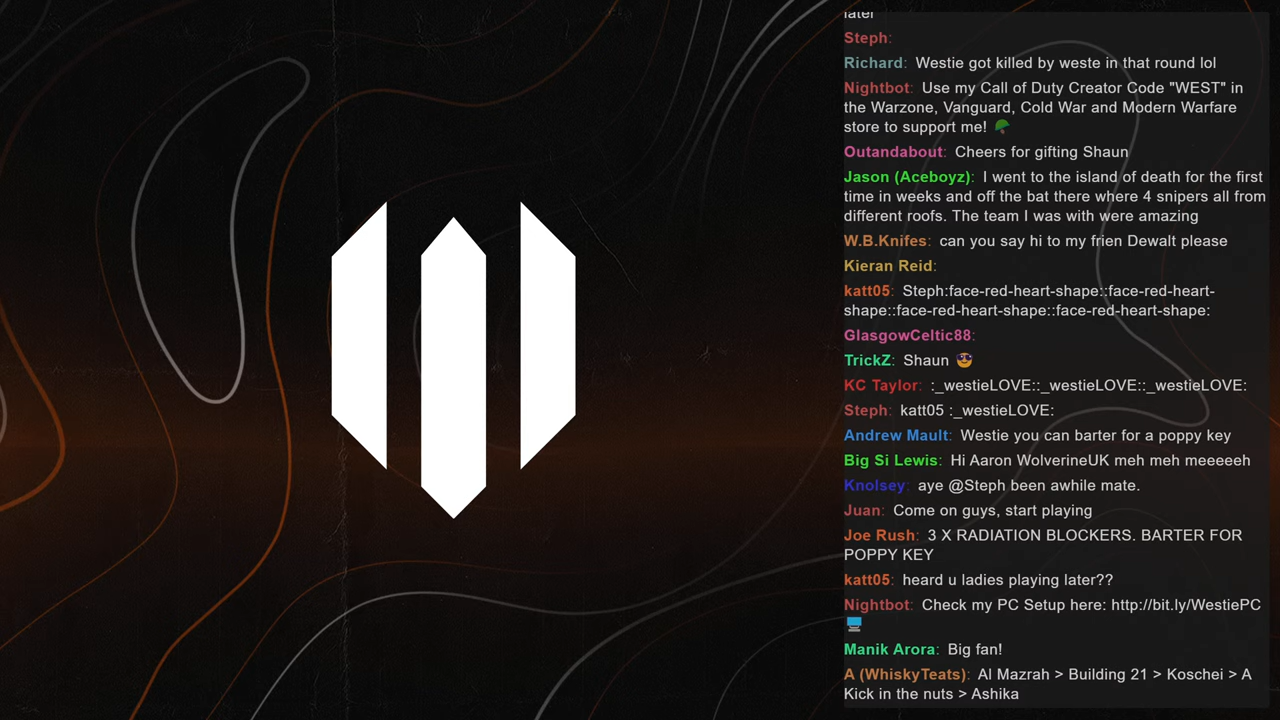 later
Steph:
Richard: Westie got killed by weste in that round lol
Nightbot: Use my Call of Duty Creator Code "WEST" in
the Warzone, Vanguard, Cold War and Modern Warfare
store to support me!
Outandabout: Cheers for gifting Shaun
Jason (Aceboyz): I went to the island of death for the first
time in weeks and off the bat there where 4 snipers all from
different roofs. The team I was with were amazing
W.B.Knifes: can you say hi to my frien Dewalt please
Kieran Reid:
katt05: Steph:face-red-heart-shape::face-red-heart-
shape::face-red-heart-shape::face-red-heart-shape:
GlasgowCeltic88:
TrickZ: Shaun
KC Taylor: :_westieLOVE::_westieLOVE::_westieLOVE:
Steph: katt05 :_westieLOVE:
Andrew Mault: Westie you can barter for a poppy key
Big Si Lewis: Hi Aaron WolverineUK meh meh meeeeeh
Knolsey: aye @Steph been awhile mate.
Juan: Come on guys, start playing
Joe Rush: 3 X RADIATION BLOCKERS. BARTER FOR
POPPY KEY
katt05: heard u ladies playing later??
Nightbot: Check my PC Setup here: http://bit.ly/WestiePC
Manik Arora: Big fan!
A (WhiskyTeats): Al Mazrah > Building 21 > Koschei > A
Kick in the nuts > Ashika